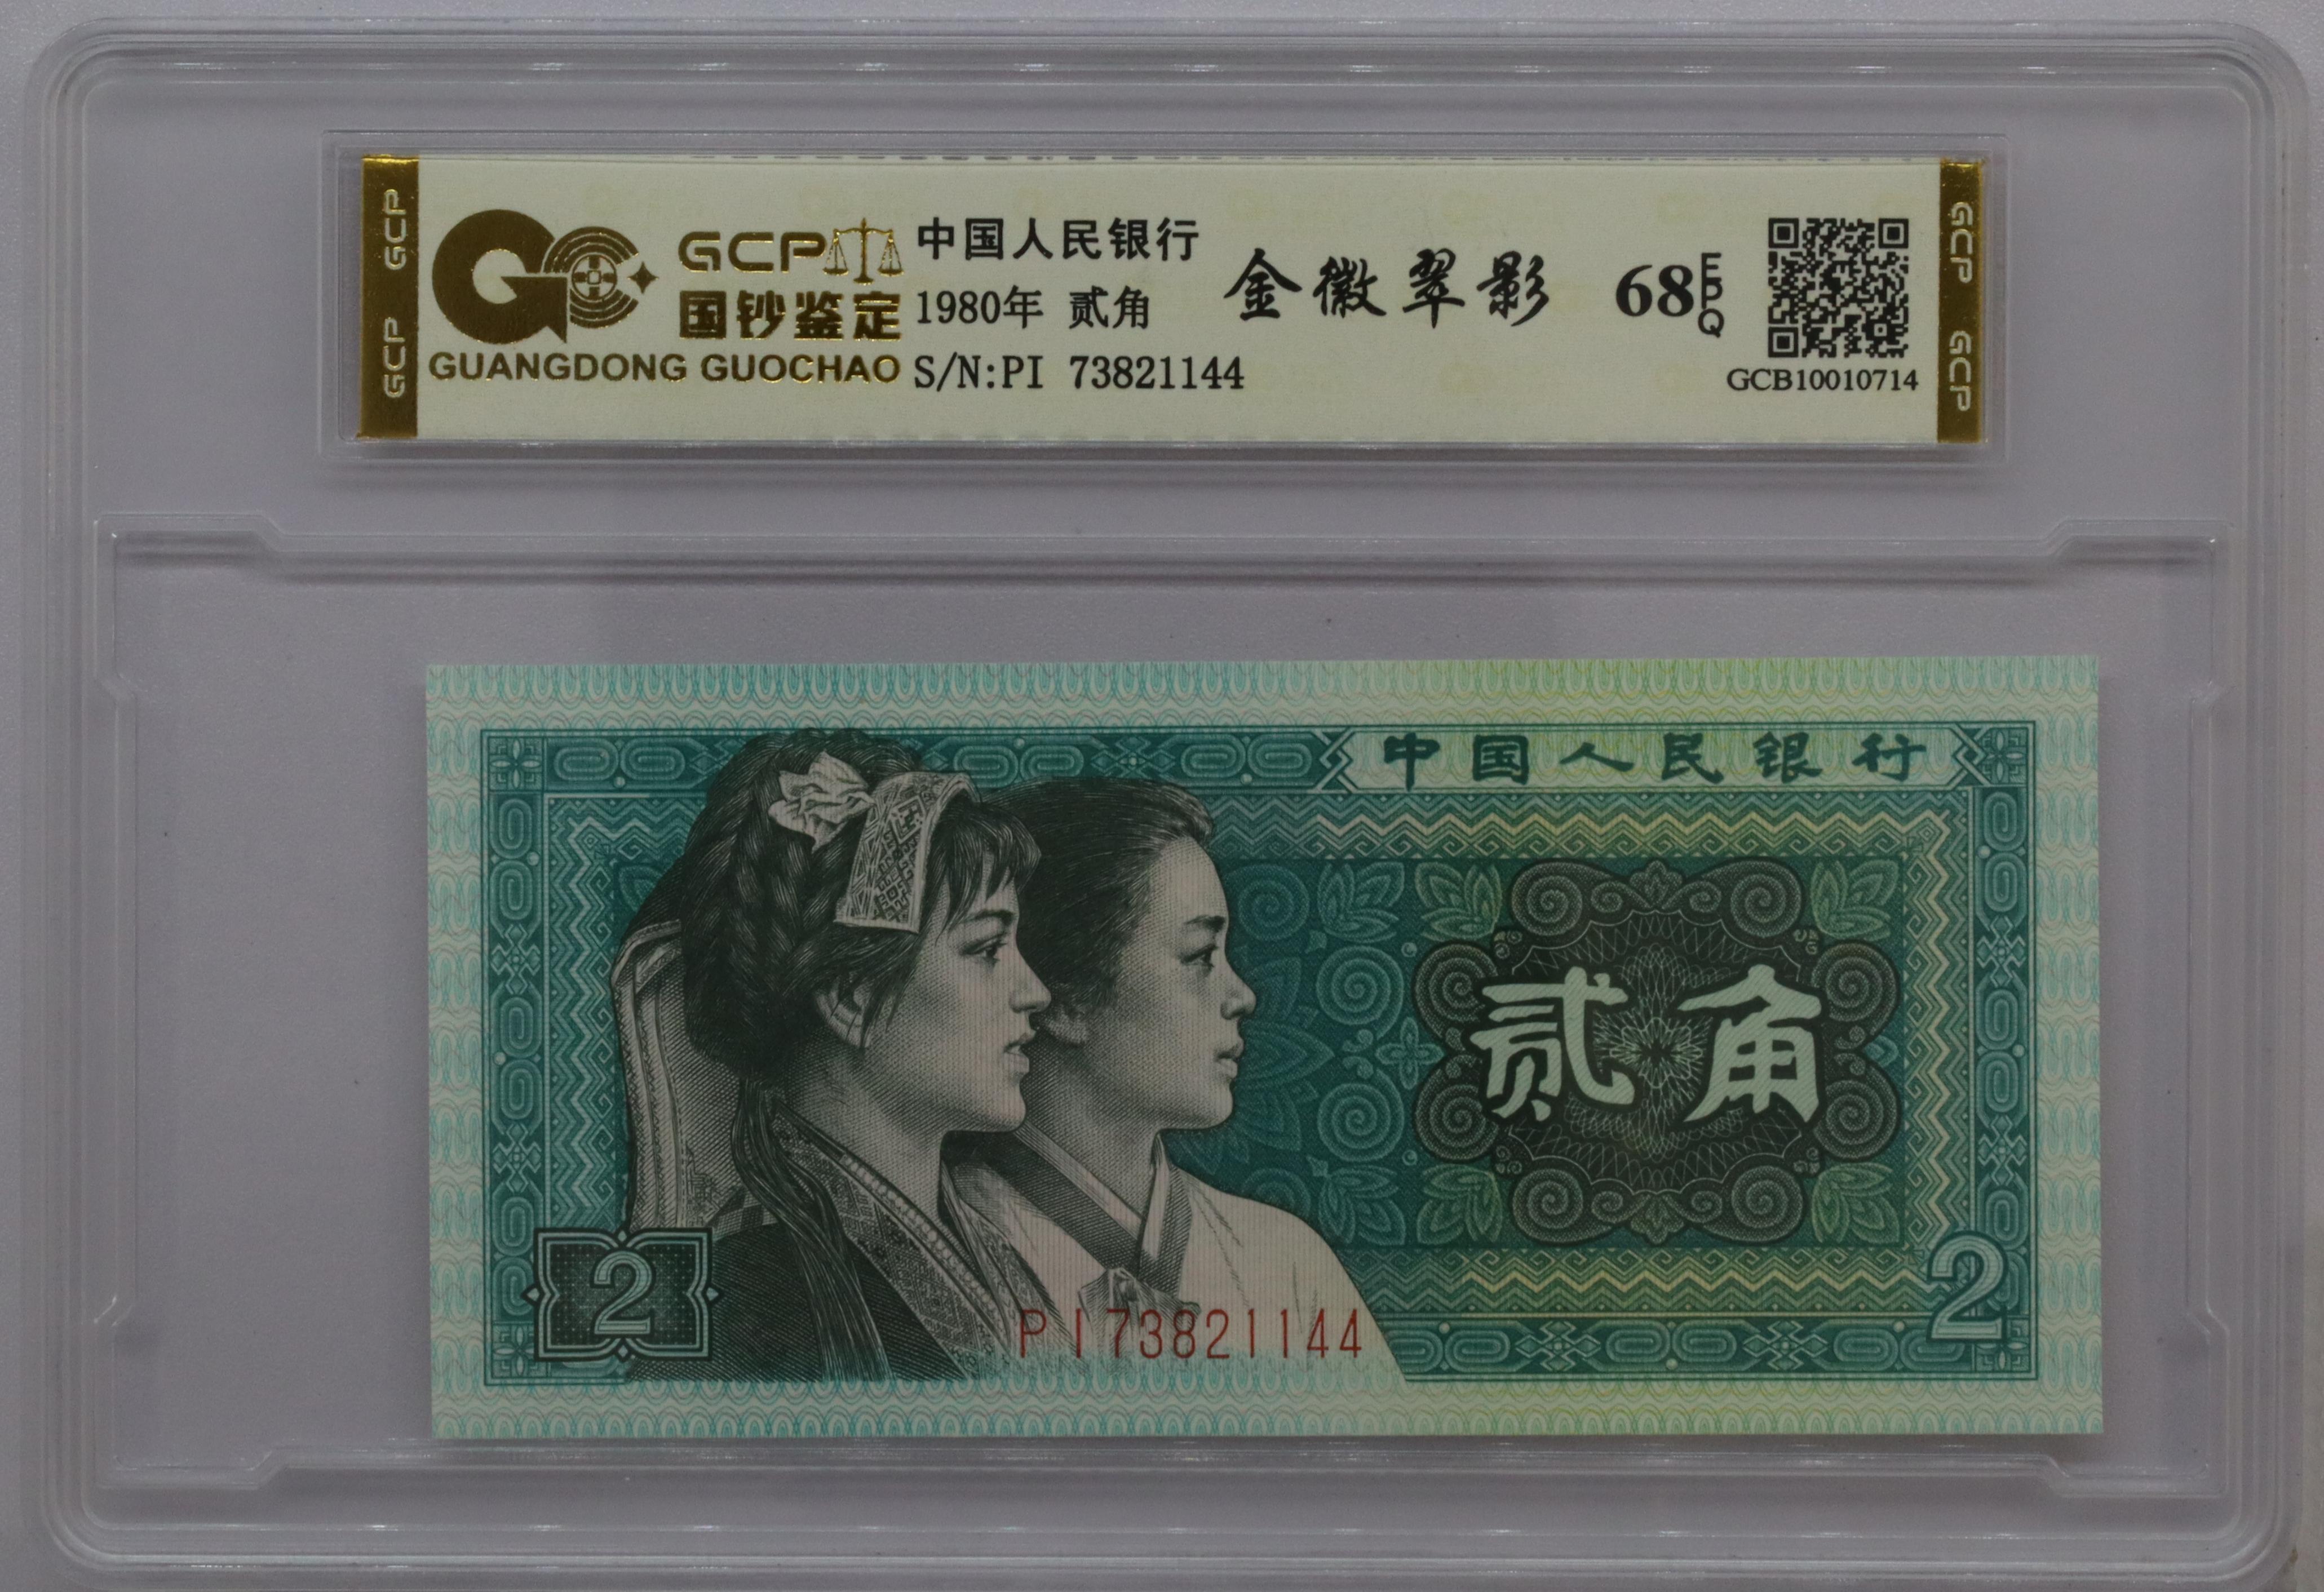 GCP GCP
GCP
国钞鉴定
GUANGDONG GUOCHAO
中国人民银行
1980年 贰角
S/N:PI 73821144
金徽翠影
68 EPQ
GCB10010714
GCP GCP
中国人民银行
贰角
2
2
PI73821144